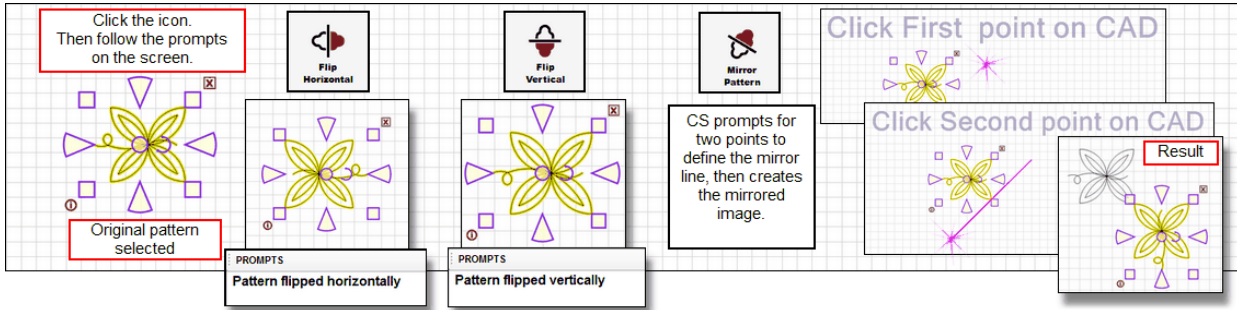 Click the icon.
Then follow the prompts
on the screen.
Original pattern
selected
Flip
Horizontal
PROMPTS
Pattern flipped horizontally
Flip
Vertical
PROMPTS
Pattern flipped vertically
Mirror
Pattern
CS prompts for
two points to
define the mirror
line, then creates
the mirrored
image.
Click First point on CAD
Click Second point on CAD
Result